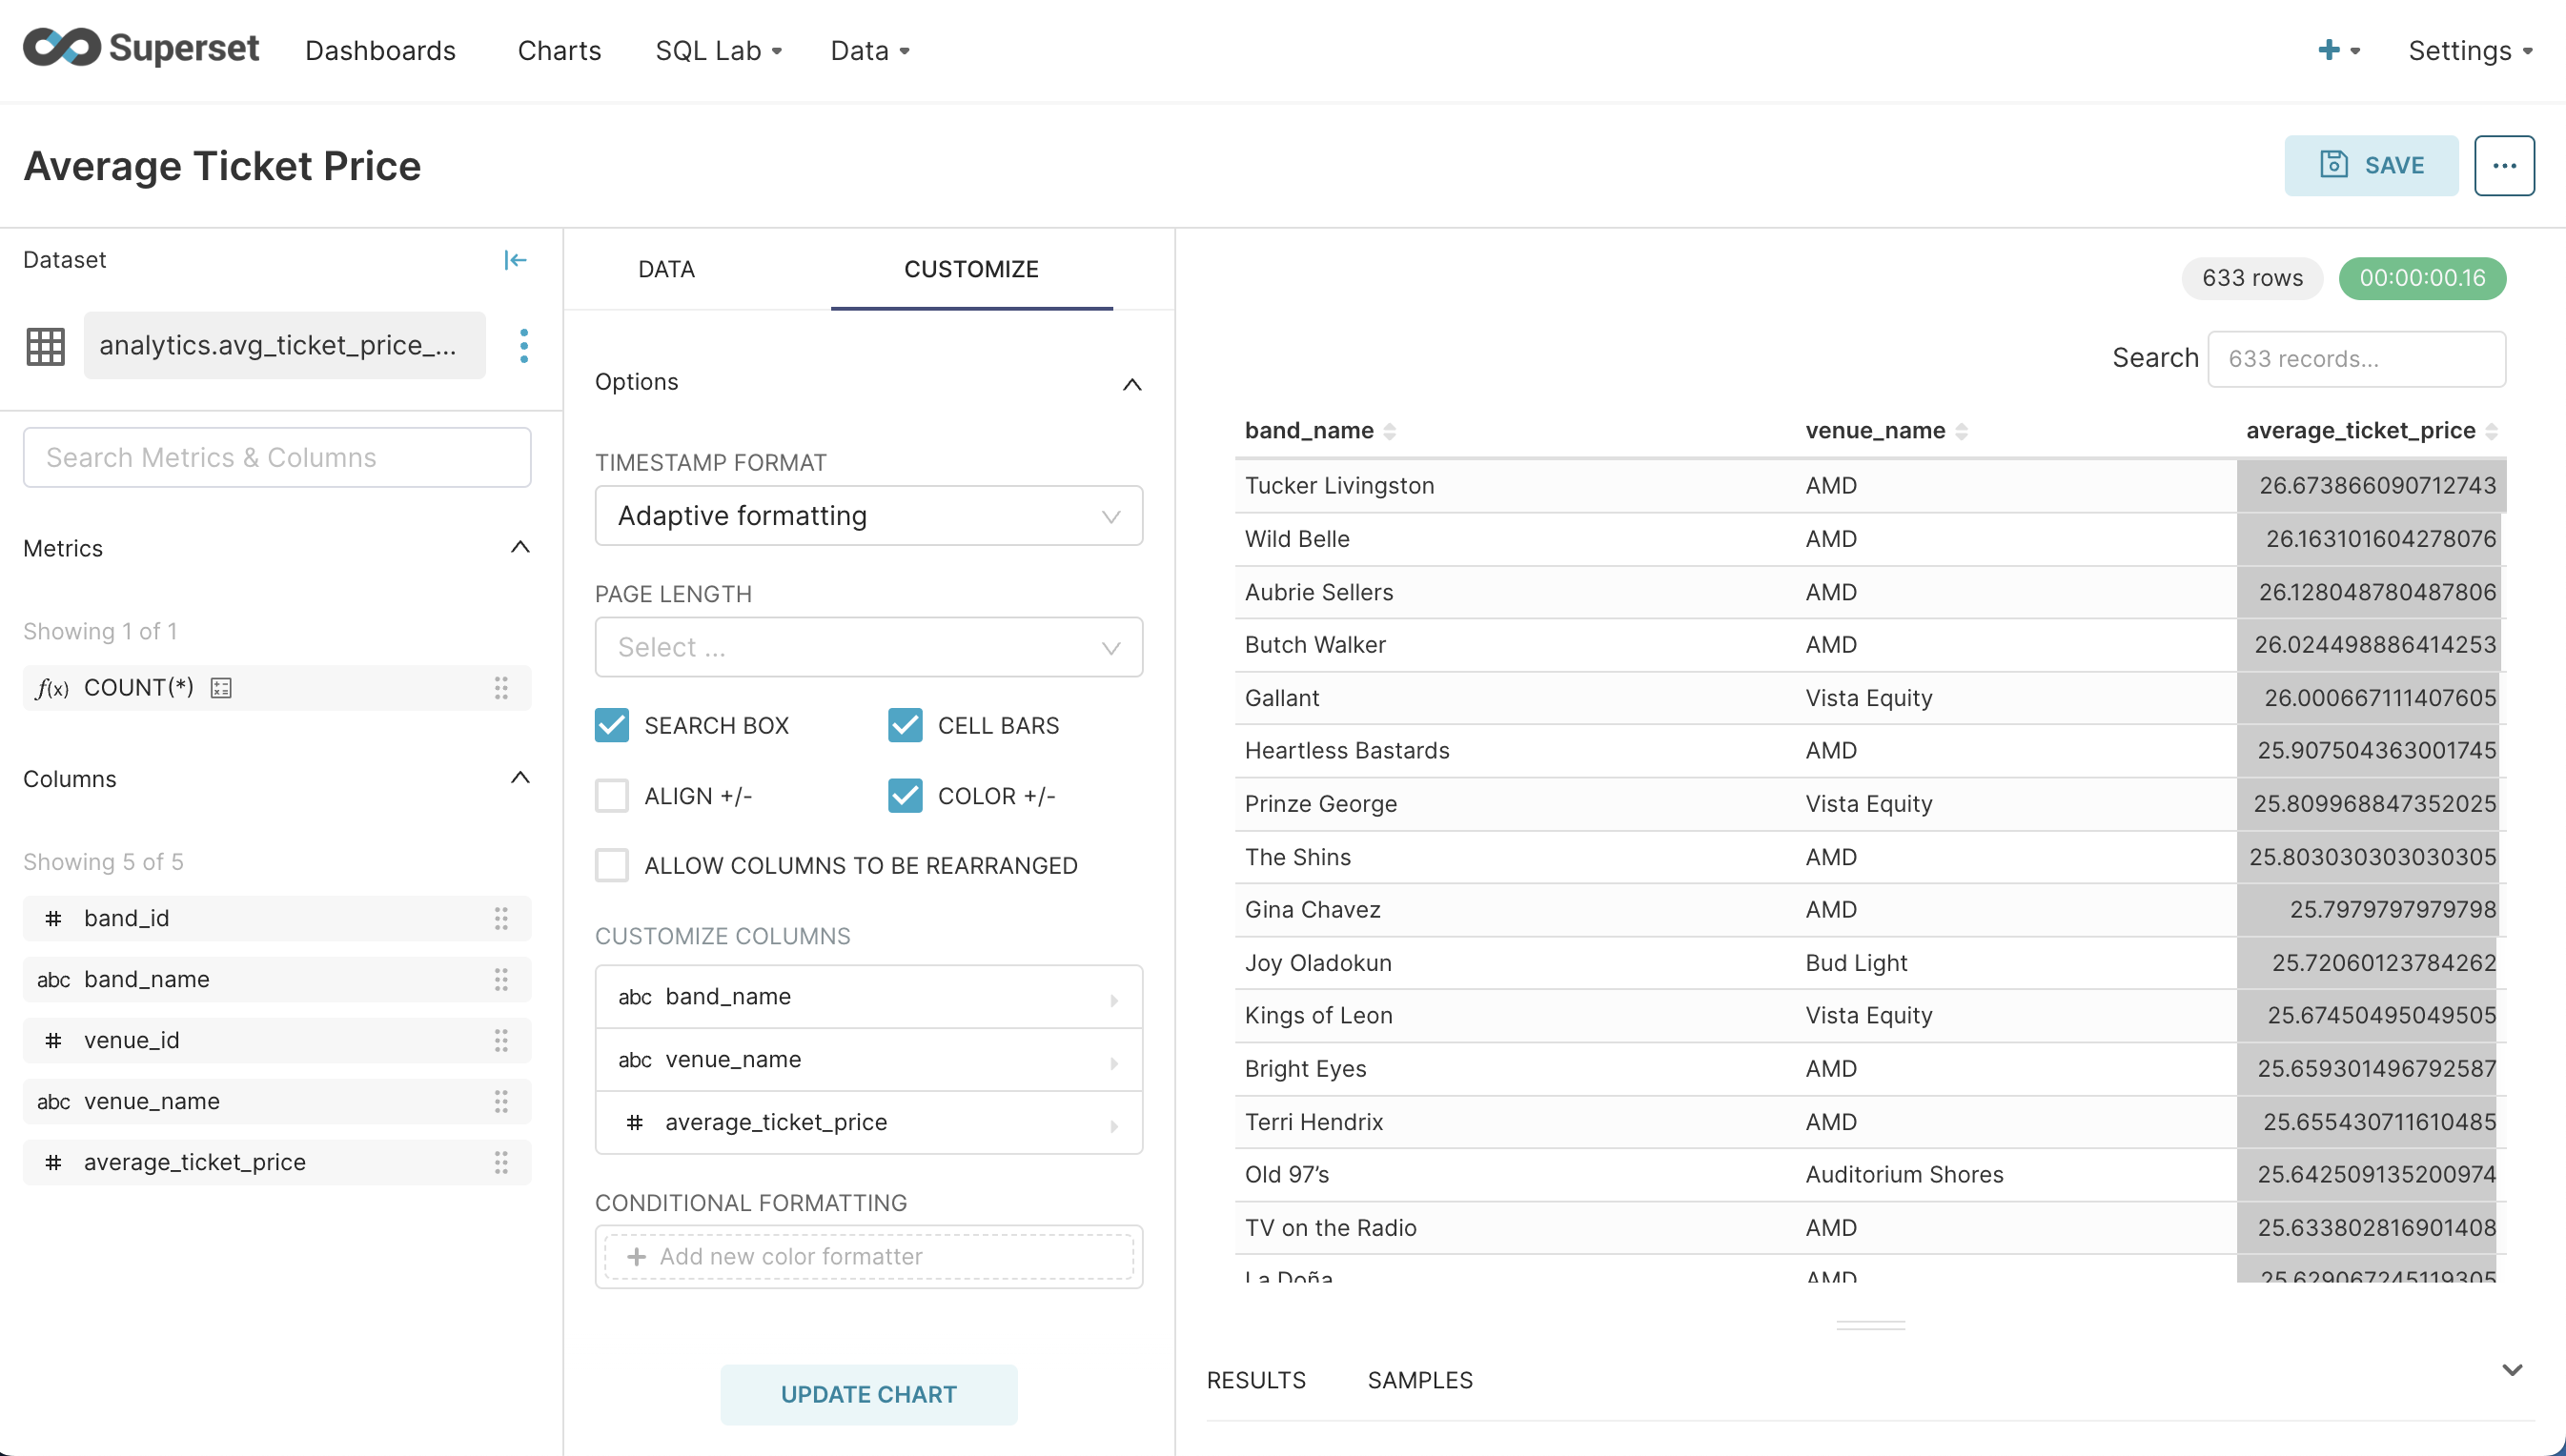 Superset Dashboards Charts SQL Lab Data Settings
Average Ticket Price
SAVE
Dataset
analytics.avg_ticket_price_...
Search Metrics & Columns
Metrics
Showing 1 of 1
f(x) COUNT(*)
Columns
Showing 5 of 5
# band_id
abc band_name
# venue_id
abc venue_name
# average_ticket_price
DATA CUSTOMIZE
Options
TIMESTAMP FORMAT
Adaptive formatting
PAGE LENGTH
Select ...
SEARCH BOX CELL BARS
ALIGN +/- COLOR +/-
ALLOW COLUMNS TO BE REARRANGED
CUSTOMIZE COLUMNS
abc band_name
abc venue_name
# average_ticket_price
CONDITIONAL FORMATTING
+ Add new color formatter
UPDATE CHART
633 rows 00:00:00.16
Search 633 records...
band_name venue_name average_ticket_price
Tucker Livingston AMD 26.673866090712743
Wild Belle AMD 26.163101604278076
Aubrie Sellers AMD 26.128048780487806
Butch Walker AMD 26.024498886414253
Gallant Vista Equity 26.000667111407605
Heartless Bastards AMD 25.907504363001745
Prinze George Vista Equity 25.809968847352025
The Shins AMD 25.803030303030305
Gina Chavez AMD 25.7979797979798
Joy Oladokun Bud Light 25.72060123784262
Kings of Leon Vista Equity 25.67450495049505
Bright Eyes AMD 25.659301496792587
Terri Hendrix AMD 25.655430711610485
Old 97’s Auditorium Shores 25.642509135200974
TV on the Radio AMD 25.633802816901408
La Doña AMD 25.629067245119305
RESULTS SAMPLES